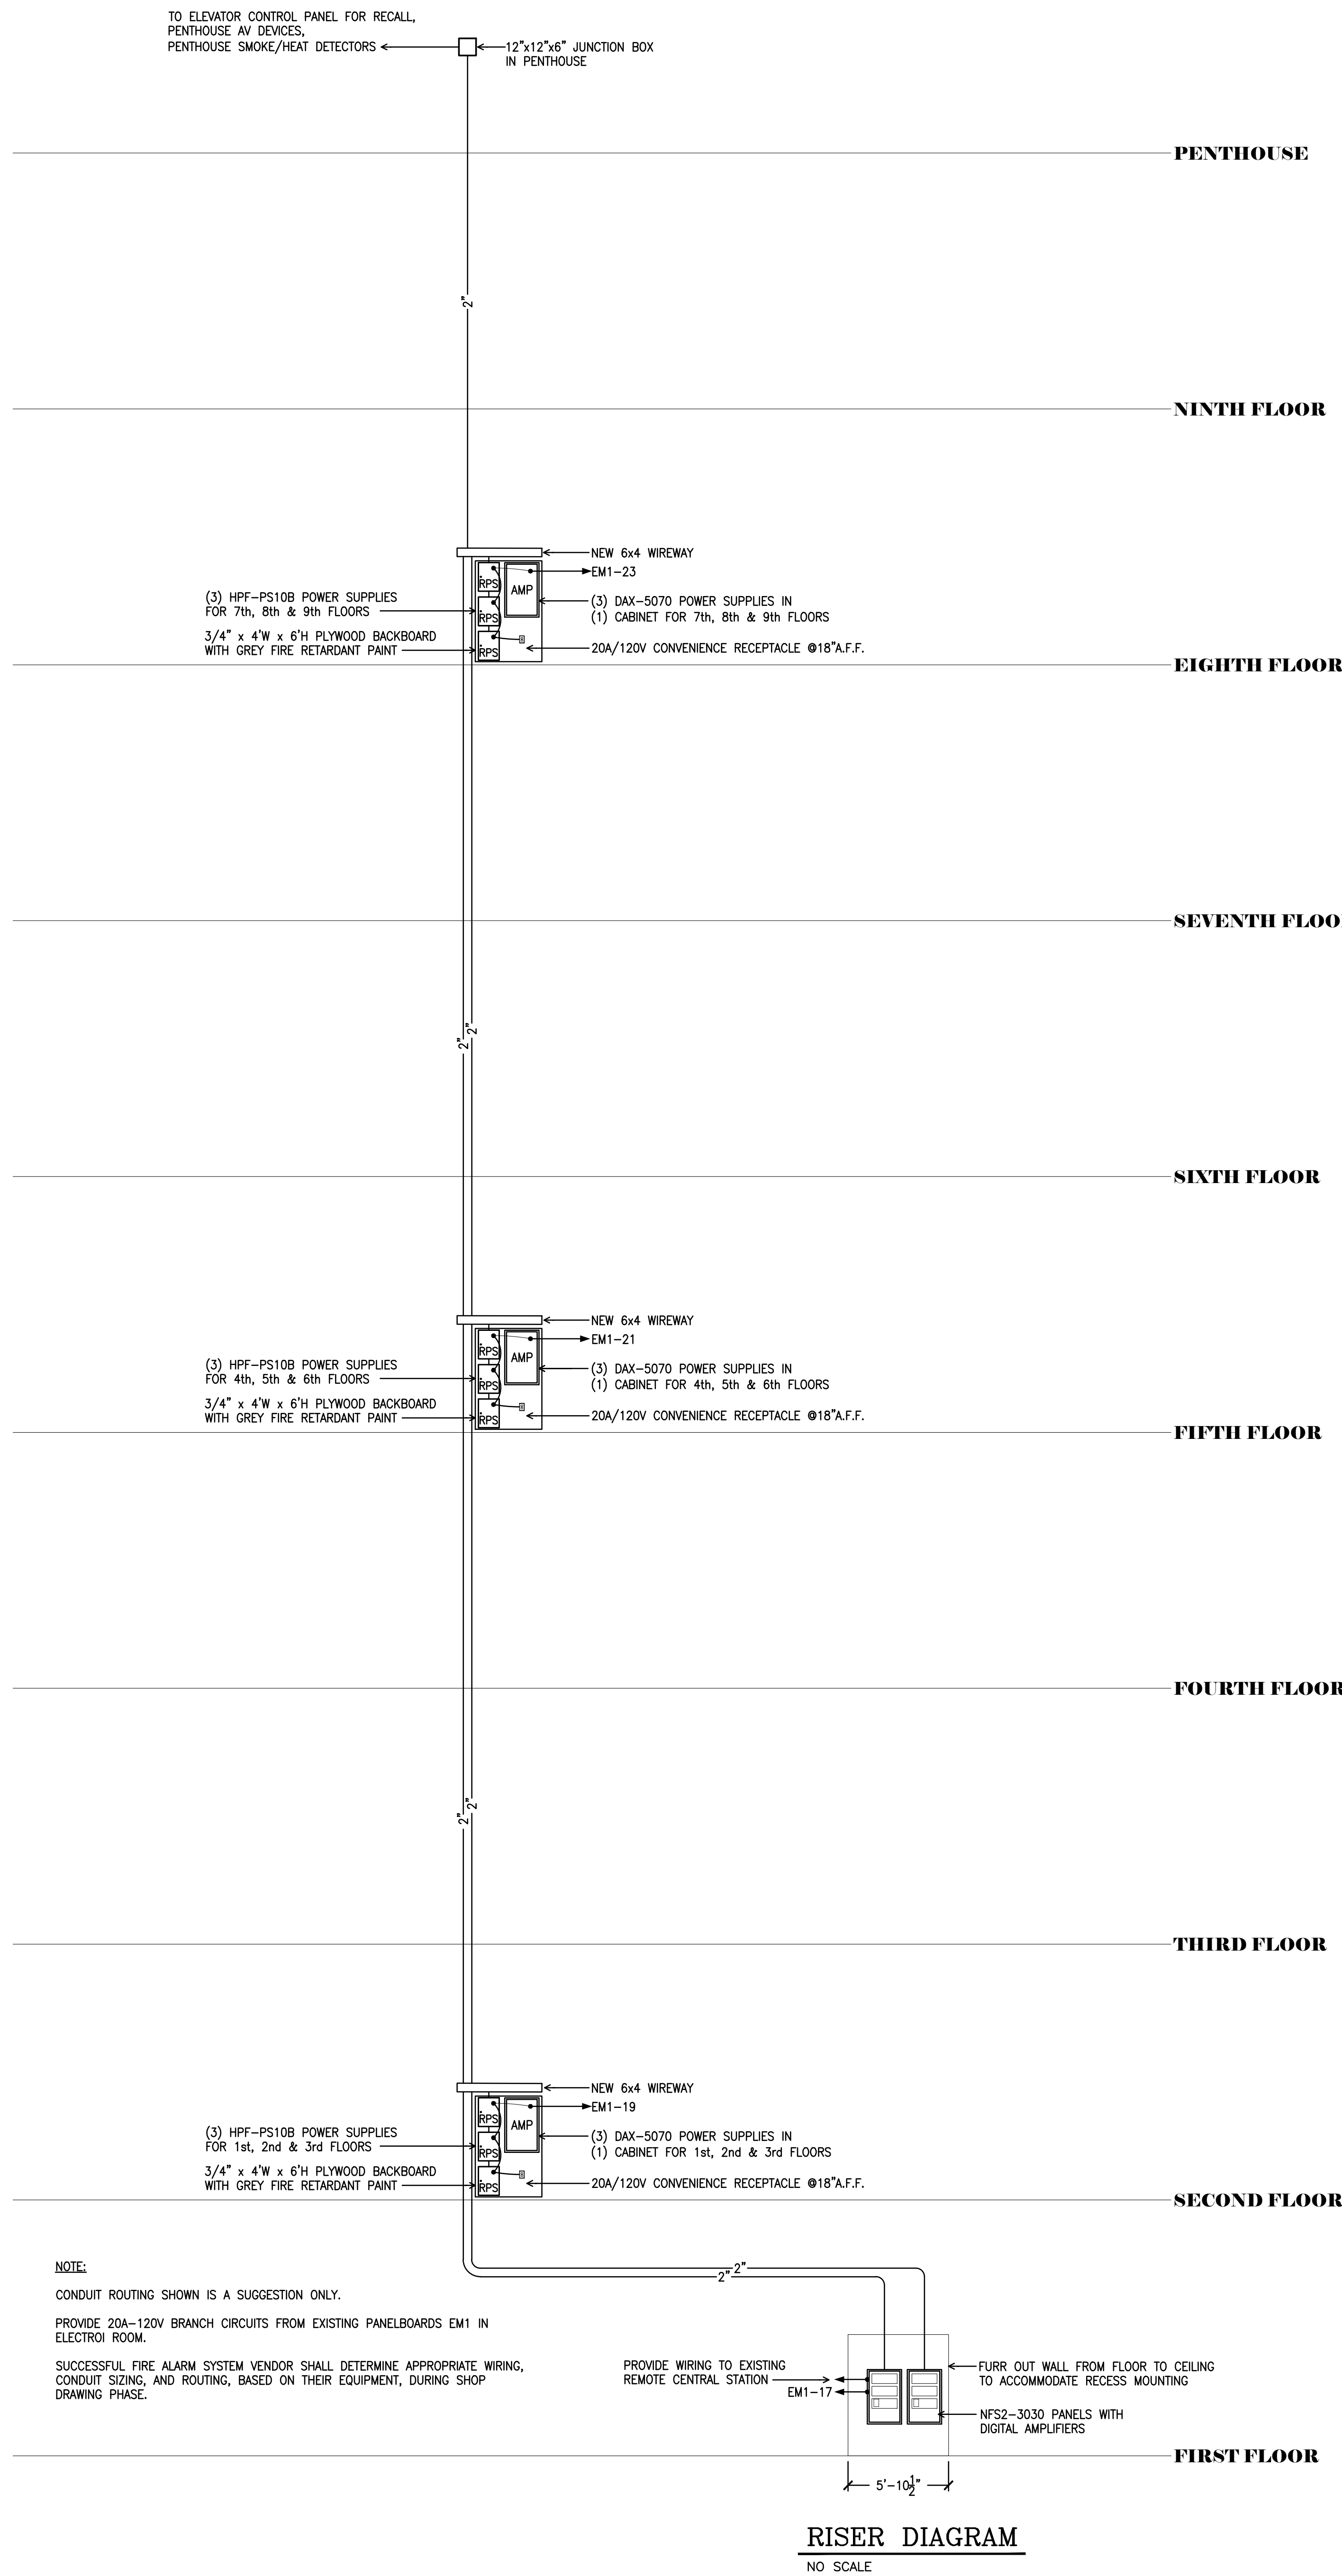 TO ELEVATOR CONTROL PANEL FOR RECALL,
PENTHOUSE AV DEVICES,
PENTHOUSE SMOKE/HEAT DETECTORS
12"x12"x6" JUNCTION BOX
IN PENTHOUSE
PENTHOUSE
2"
NINTH FLOOR
NEW 6x4 WIREWAY
EM1-23
RPS
AMP
RPS
RPS
(3) HPF-PS10B POWER SUPPLIES
FOR 7th, 8th & 9th FLOORS
(3) DAX-5070 POWER SUPPLIES IN
(1) CABINET FOR 7th, 8th & 9th FLOORS
3/4" x 4'W x 6'H PLYWOOD BACKBOARD
WITH GREY FIRE RETARDANT PAINT
20A/120V CONVENIENCE RECEPTACLE @18"A.F.F.
EIGHTH FLOOR
SEVENTH FLOO
2"
2"
SIXTH FLOOR
NEW 6x4 WIREWAY
EM1-21
RPS
AMP
RPS
RPS
(3) HPF-PS10B POWER SUPPLIES
FOR 4th, 5th & 6th FLOORS
(3) DAX-5070 POWER SUPPLIES IN
(1) CABINET FOR 4th, 5th & 6th FLOORS
3/4" x 4'W x 6'H PLYWOOD BACKBOARD
WITH GREY FIRE RETARDANT PAINT
20A/120V CONVENIENCE RECEPTACLE @18"A.F.F.
FIFTH FLOOR
FOURTH FLOOR
2"
2"
THIRD FLOOR
NEW 6x4 WIREWAY
EM1-19
RPS
AMP
RPS
RPS
(3) HPF-PS10B POWER SUPPLIES
FOR 1st, 2nd & 3rd FLOORS
(3) DAX-5070 POWER SUPPLIES IN
(1) CABINET FOR 1st, 2nd & 3rd FLOORS
3/4" x 4'W x 6'H PLYWOOD BACKBOARD
WITH GREY FIRE RETARDANT PAINT
20A/120V CONVENIENCE RECEPTACLE @18"A.F.F.
SECOND FLOOR
2"
2"
NOTE:
CONDUIT ROUTING SHOWN IS A SUGGESTION ONLY.
PROVIDE 20A-120V BRANCH CIRCUITS FROM EXISTING PANELBOARDS EM1 IN
ELECTROI ROOM.
SUCCESSFUL FIRE ALARM SYSTEM VENDOR SHALL DETERMINE APPROPRIATE WIRING,
CONDUIT SIZING, AND ROUTING, BASED ON THEIR EQUIPMENT, DURING SHOP
DRAWING PHASE.
PROVIDE WIRING TO EXISTING
REMOTE CENTRAL STATION
EM1-17
FURR OUT WALL FROM FLOOR TO CEILING
TO ACCOMMODATE RECESS MOUNTING
NFS2-3030 PANELS WITH
DIGITAL AMPLIFIERS
FIRST FLOOR
5'-10 1/2"
RISER DIAGRAM
NO SCALE